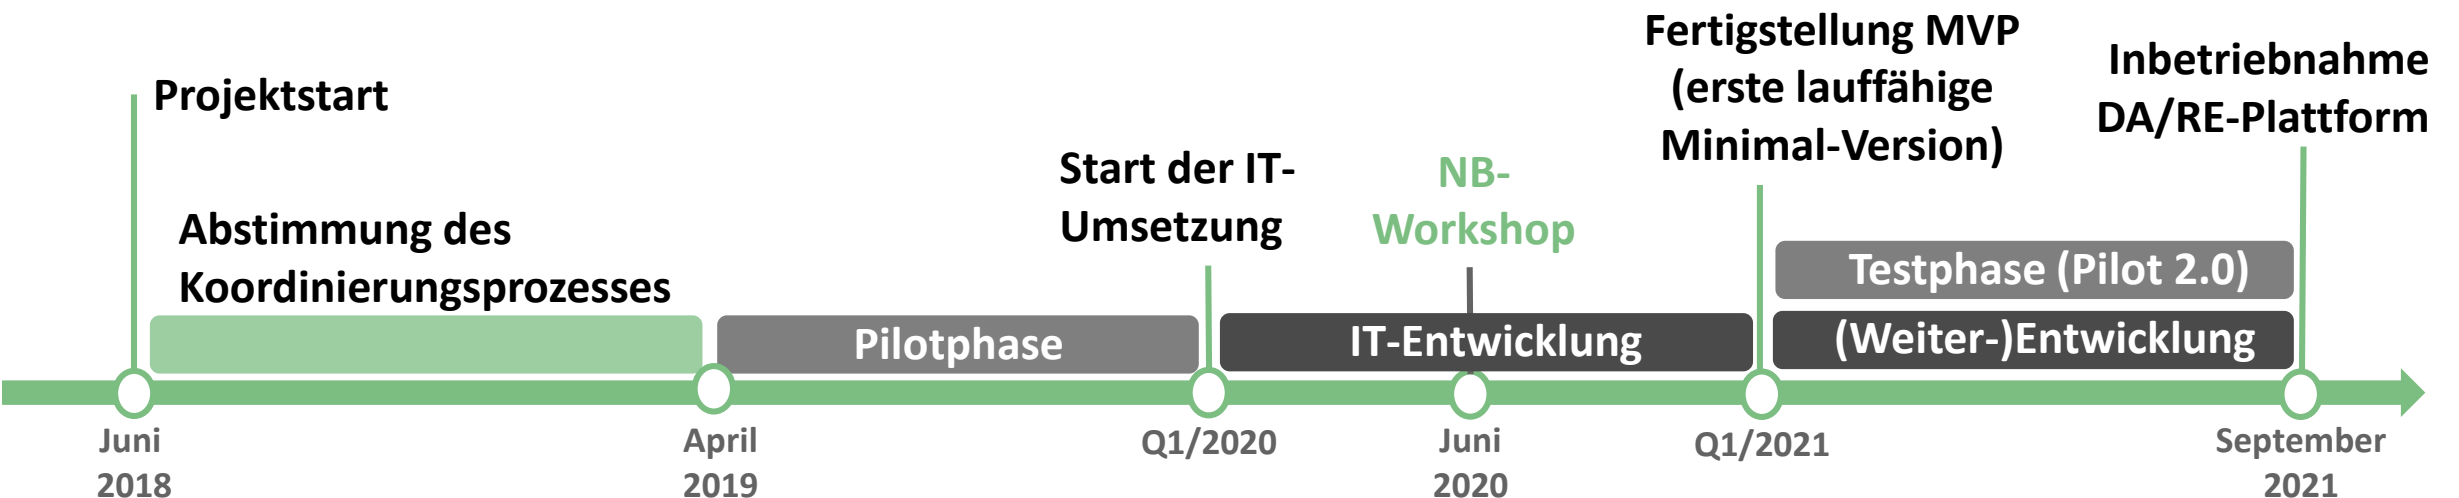 Projektstart
Abstimmung des
Koordinierungsprozesses
Pilotphase
Start der IT-
Umsetzung
NB-
Workshop
IT-Entwicklung
Fertigstellung MVP
(erste lauffähige
Minimal-Version)
Inbetriebnahme
DA/RE-Plattform
Testphase (Pilot 2.0)
(Weiter-)Entwicklung
Juni
2018
April
2019
Q1/2020
Juni
2020
Q1/2021
September
2021